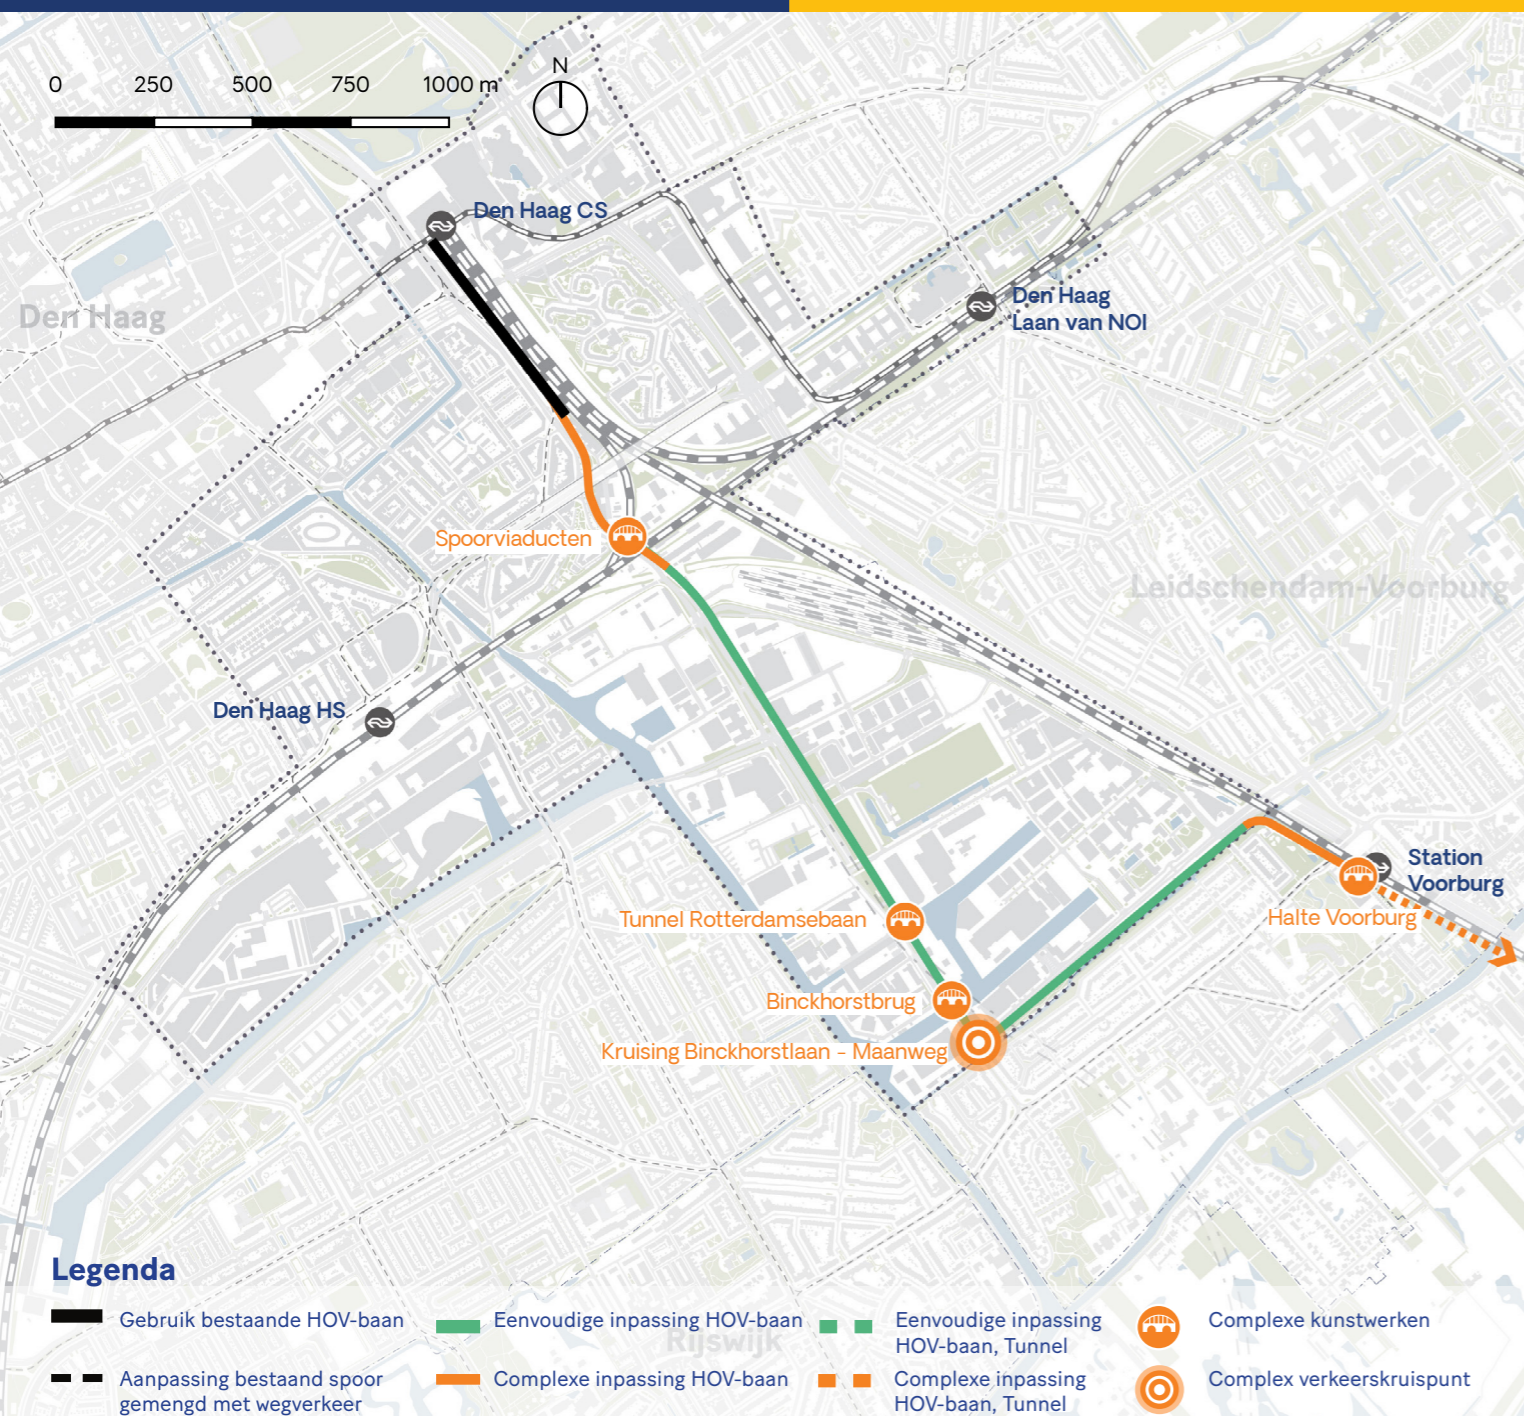 0 250 500 750 1000 m
N
Den Haag CS
Den Haag
Den Haag
Laan van NOI
Spoorviaducten
Leidschendam-Voorburg
Den Haag HS
Station
Voorburg
Halte Voorburg
Tunnel Rotterdamsebaan
Binckhorstbrug
Kruising Binckhorstlaan - Maanweg
Legenda
Gebruik bestaande HOV-baan
Eenvoudige inpassing HOV-baan
Eenvoudige inpassing
HOV-baan, Tunnel
Complexe kunstwerken
Rijswijk
Aanpassing bestaand spoor
gemengd met wegverkeer
Complexe inpassing HOV-baan
Complexe inpassing
HOV-baan, Tunnel
Complex verkeerskruispunt